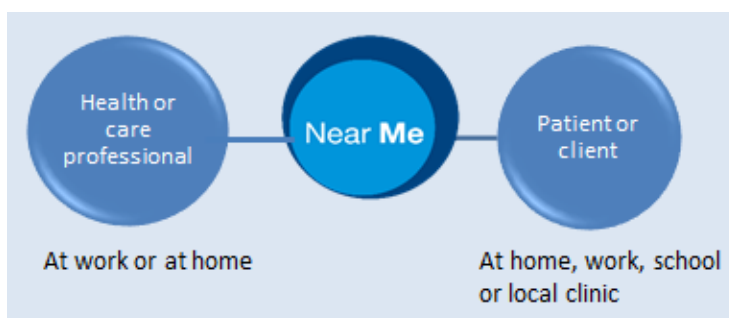 Health or
care
professional
Near Me
Patient or
client
At work or at home
At home, work, school
or local clinic